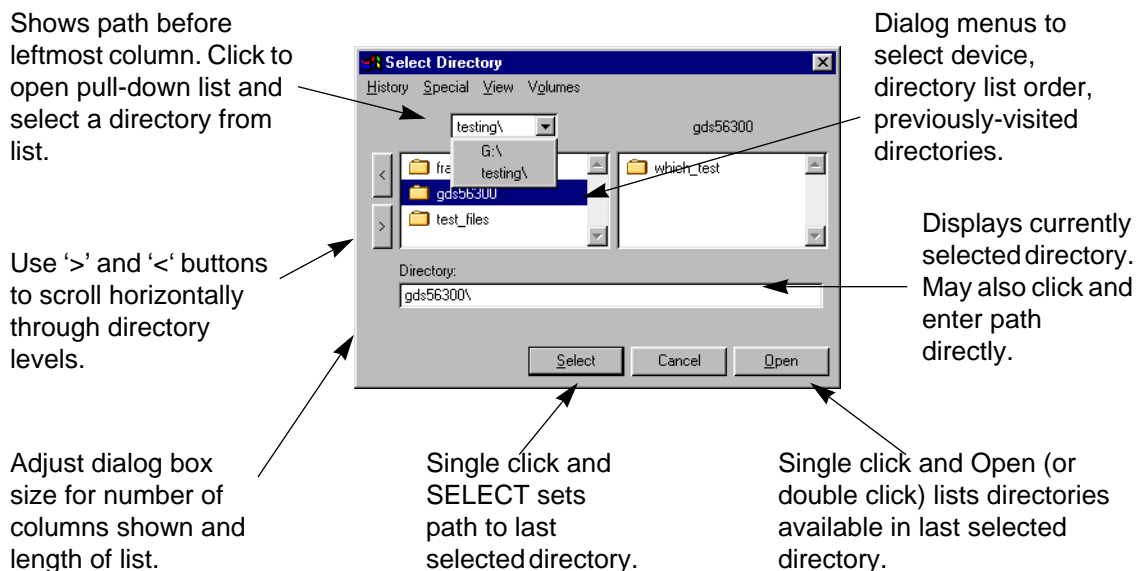 Shows path before
leftmost column. Click to
open pull-down list and
select a directory from
list.
Dialog menus to
select device,
directory list order,
previously-visited
directories.
Select Directory
History Special View Volumes
testing\
gds56300
G:\
testing\
fra
gds56300
test_files
which_test
<
>
Use ‘>’ and ‘<‘ buttons
to scroll horizontally
through directory
levels.
Displays currently
selected directory.
May also click and
enter path
directly.
Directory:
gds56300\
Select Cancel Open
Adjust dialog box
size for number of
columns shown and
length of list.
Single click and
SELECT sets
path to last
selected directory.
Single click and Open (or
double click) lists directories
available in last selected
directory.